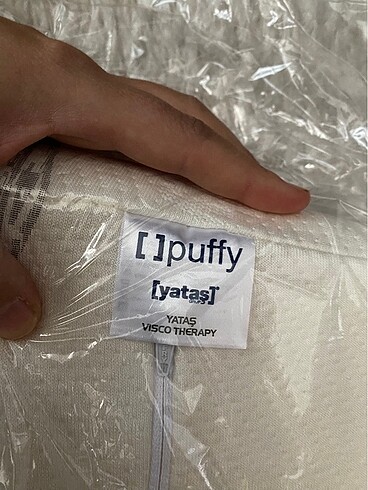 [ ]puffy
[yataş]
YATAŞ
VISCO THERAPY